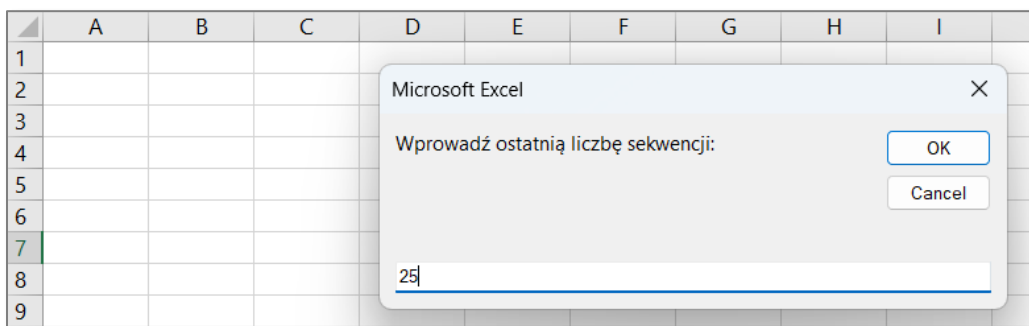 A B C D E F G H I
1
2 Microsoft Excel
3
4 Wprowadź ostatnią liczbę sekwencji: OK
5
6 Cancel
7
8 25
9